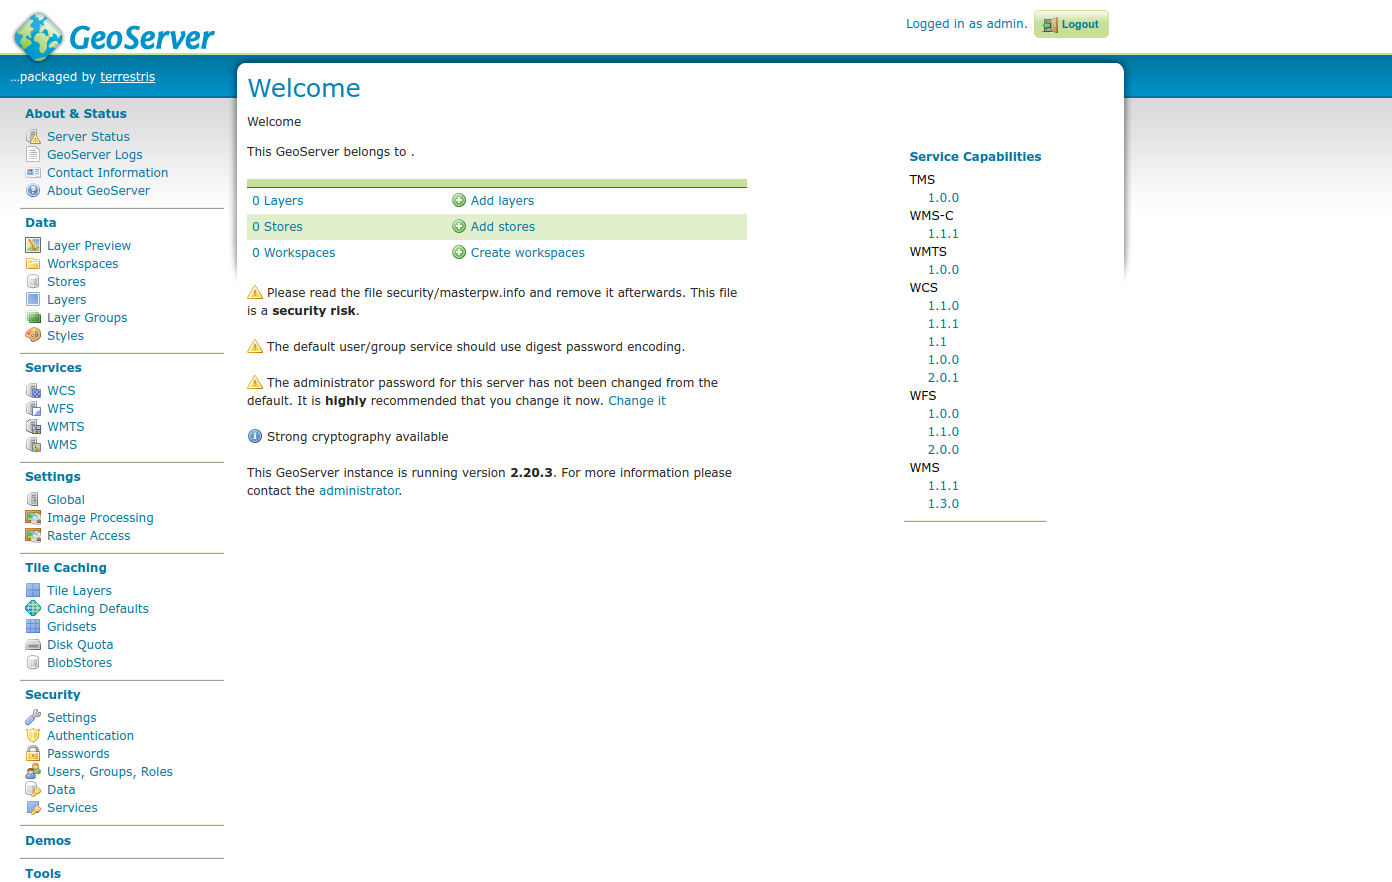 GeoServer
Logged in as admin.
Logout
...packaged by terrestris
About & Status
Server Status
GeoServer Logs
Contact Information
About GeoServer
Data
Layer Preview
Workspaces
Stores
Layers
Layer Groups
Styles
Services
WCS
WFS
WMTS
WMS
Settings
Global
Image Processing
Raster Access
Tile Caching
Tile Layers
Caching Defaults
Gridsets
Disk Quota
BlobStores
Security
Settings
Authentication
Passwords
Users, Groups, Roles
Data
Services
Demos
Tools
Welcome
Welcome
This GeoServer belongs to .
0 Layers Add layers
0 Stores Add stores
0 Workspaces Create workspaces
Please read the file security/masterpw.info and remove it afterwards. This file
is a security risk.
The default user/group service should use digest password encoding.
The administrator password for this server has not been changed from the
default. It is highly recommended that you change it now. Change it
Strong cryptography available
This GeoServer instance is running version 2.20.3. For more information please
contact the administrator.
Service Capabilities
TMS
1.0.0
WMS-C
1.1.1
WMTS
1.0.0
WCS
1.1.0
1.1.1
1.1
1.0.0
2.0.1
WFS
1.0.0
1.1.0
2.0.0
WMS
1.1.1
1.3.0